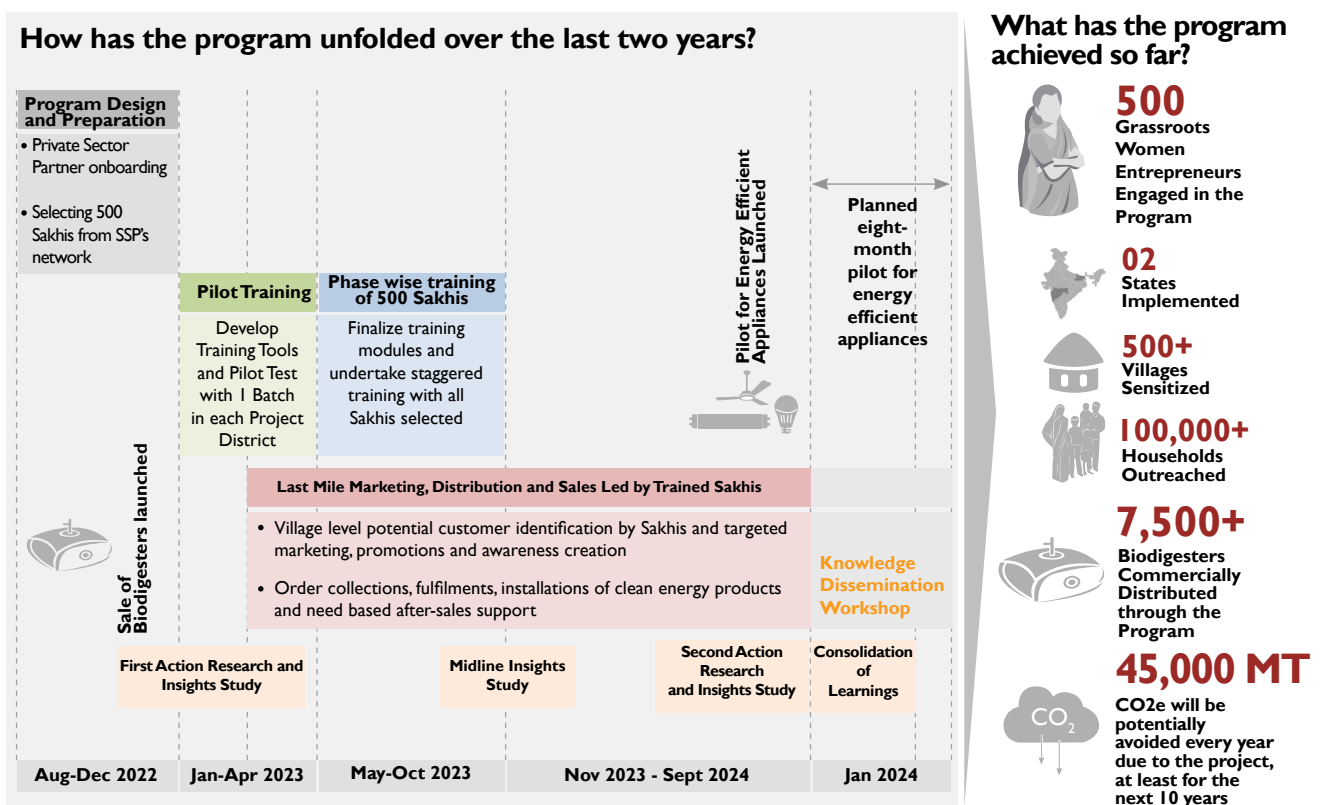 How has the program unfolded over the last two years?
Program Design
and Preparation
• Private Sector
Partner onboarding
• Selecting 500
Sakhis from SSP's
network
Pilot Training
Develop
Training Tools
and Pilot Test
with 1 Batch
in each Project
District
Phase wise training
of 500 Sakhis
Finalize training
modules and
undertake staggered
training with all
Sakhis selected
Pilot for Energy Efficient
Appliances Launched
Planned
eight-
month
pilot for
energy
efficient
appliances
Sale of
Biodigesters launched
Last Mile Marketing, Distribution and Sales Led by Trained Sakhis
• Village level potential customer identification by Sakhis and targeted
marketing, promotions and awareness creation
• Order collections, fulfilments, installations of clean energy products
and need based after-sales support
Knowledge
Dissemination
Workshop
First Action Research and
Insights Study
Midline Insights
Study
Second Action
Research
and Insights Study
Consolidation
of
Learnings
Aug-Dec 2022
Jan-Apr 2023
May-Oct 2023
Nov 2023 - Sept 2024
Jan 2024
What has the program
achieved so far?
500
Grassroots
Women
Entrepreneurs
Engaged in the
Program
02
States
Implemented
500+
Villages
Sensitized
100,000+
Households
Outreached
7,500+
Biodigesters
Commercially
Distributed
through the
Program
45,000 MT
CO2
CO2e will be
potentially
avoided every year
due to the project,
at least for the
next 10 years